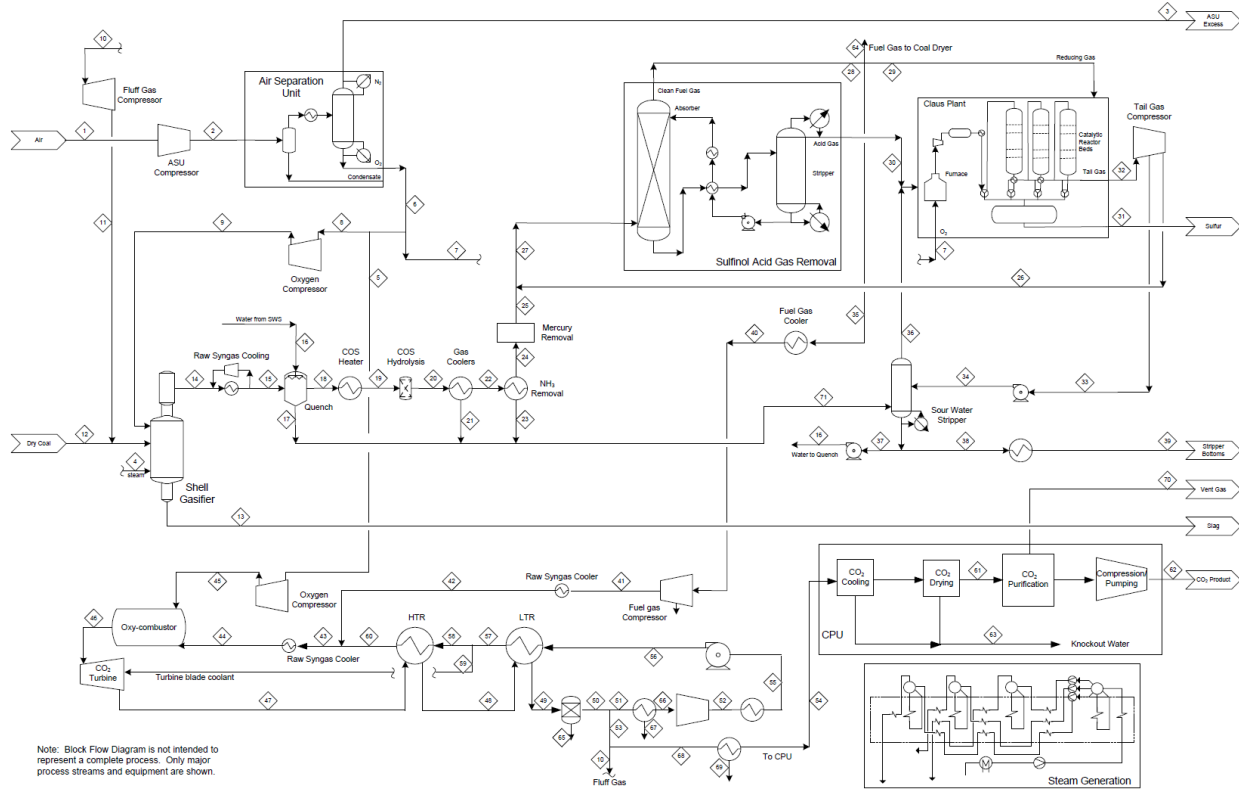 3
ASU
Excess
10
64
Fuel Gas to Coal Dryer
28
29
Reducing Gas
Air Separation
Unit
N₂
Fluff Gas
Compressor
Clean Fuel Gas
Absorber
Claus Plant
Tail Gas
Compressor
1
2
Air
ASU
Compressor
O₂
Condensate
Acid Gas
Stripper
30
Furnace
Catalytic
Reactor
Beds
Tail Gas
32
6
11
9
8
31
Sulfur
27
O₂
7
7
Sulfinol Acid Gas Removal
Oxygen
Compressor
5
26
25
Water from SWS
Fuel Gas
Cooler
35
16
Mercury
Removal
40
36
Raw Syngas Cooling
COS
Heater
COS
Hydrolysis
Gas
Coolers
24
14
15
18
19
20
22
NH₃
Removal
34
33
Quench
71
17
21
23
Sour Water
Stripper
Dry Coal
12
16
37
38
39
Stripper
Bottoms
Water to Quench
4
steam
Shell
Gasifier
70
Vent Gas
13
Slag
45
42
Raw Syngas Cooler
41
CO₂
Cooling
CO₂
Drying
61
CO₂
Purification
Compression/
Pumping
62
CO₂ Product
Oxygen
Compressor
Fuel gas
Compressor
46
Oxy-combustor
HTR
LTR
44
43
60
58
57
CPU
63
Knockout Water
Raw Syngas Cooler
56
59
CO₂
Turbine
Turbine blade coolant
55
47
48
49
50
51
66
52
54
53
65
67
Note: Block Flow Diagram is not intended to
represent a complete process. Only major
process streams and equipment are shown.
10
68
To CPU
69
Fluff Gas
M
Steam Generation